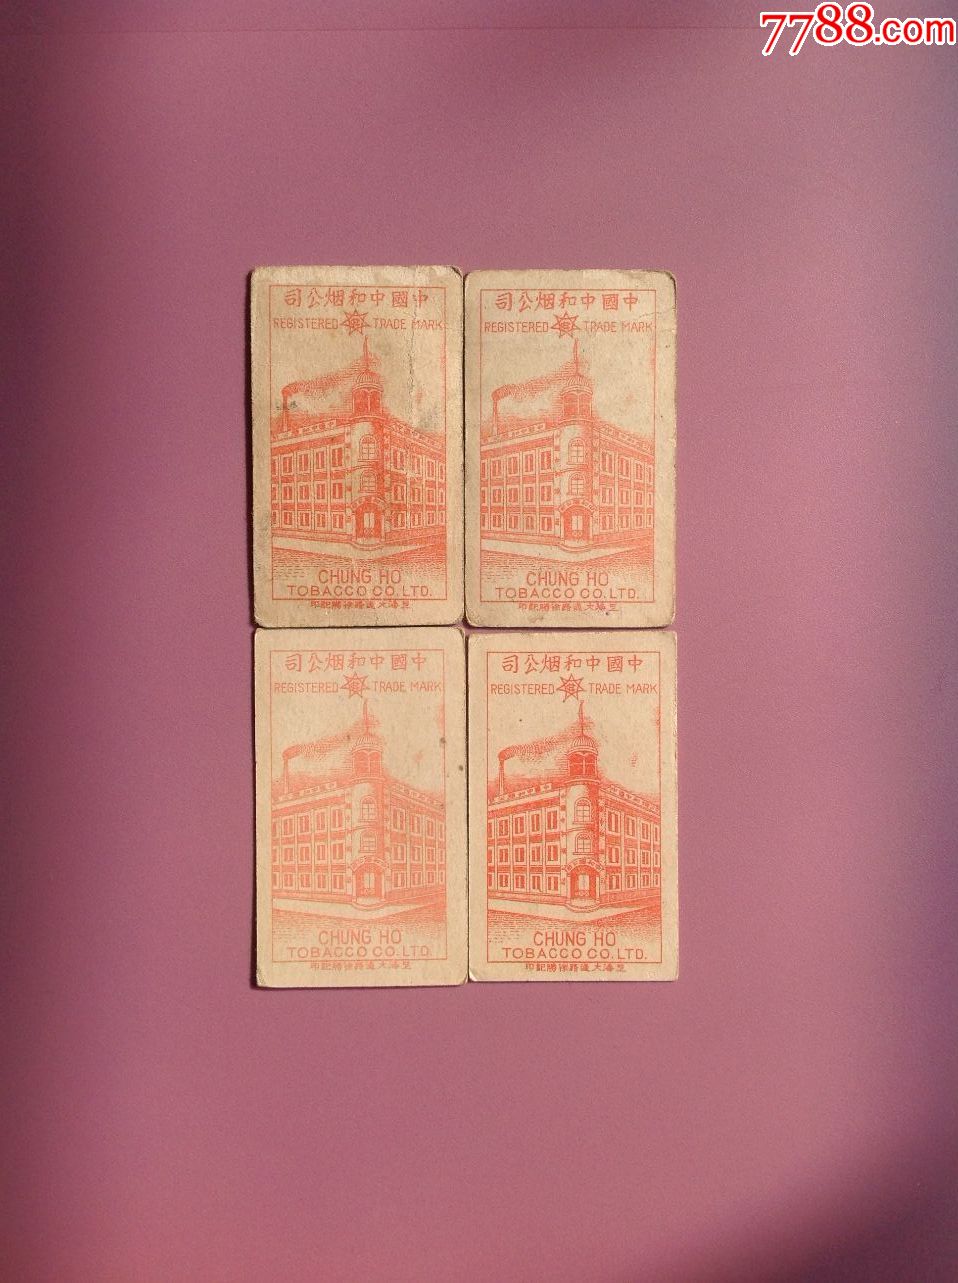 7788.com
司公烟和中國中
REGISTERED TRADE MARK
CHUNG HO
TOBACCO CO. LTD.
司公烟和中國中
REGISTERED TRADE MARK
CHUNG HO
TOBACCO CO. LTD.
司公烟和中國中
REGISTERED TRADE MARK
CHUNG HO
TOBACCO CO. LTD.
司公烟和中國中
REGISTERED TRADE MARK
CHUNG HO
TOBACCO CO. LTD.